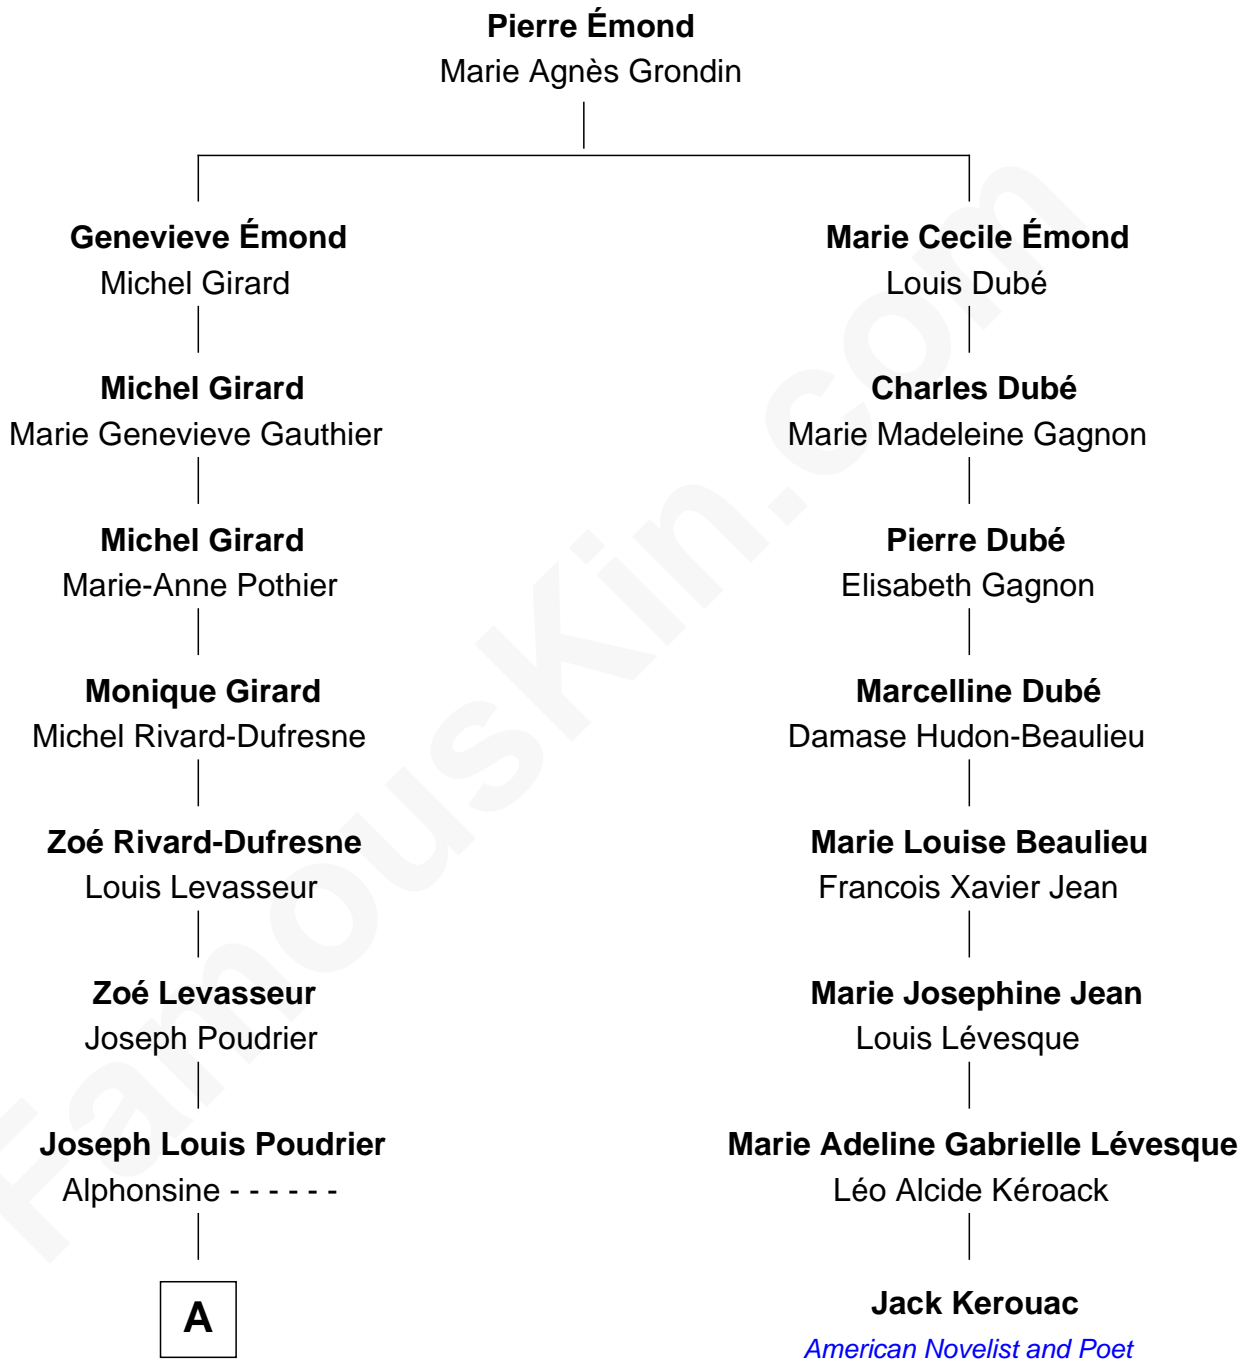 Pierre Émond
Marie Agnès Grondin
Genevieve Émond
Michel Girard
Michel Girard
Marie Genevieve Gauthier
Michel Girard
Marie-Anne Pothier
Monique Girard
Michel Rivard-Dufresne
Zoé Rivard-Dufresne
Louis Levasseur
Zoé Levasseur
Joseph Poudrier
Joseph Louis Poudrier
Alphonsine - - - - - -
A
Marie Cecile Émond
Louis Dubé
Charles Dubé
Marie Madeleine Gagnon
Pierre Dubé
Elisabeth Gagnon
Marcelline Dubé
Damase Hudon-Beaulieu
Marie Louise Beaulieu
Francois Xavier Jean
Marie Josephine Jean
Louis Lévesque
Marie Adeline Gabrielle Lévesque
Léo Alcide Kéroack
Jack Kerouac
American Novelist and Poet
FamousKin.com